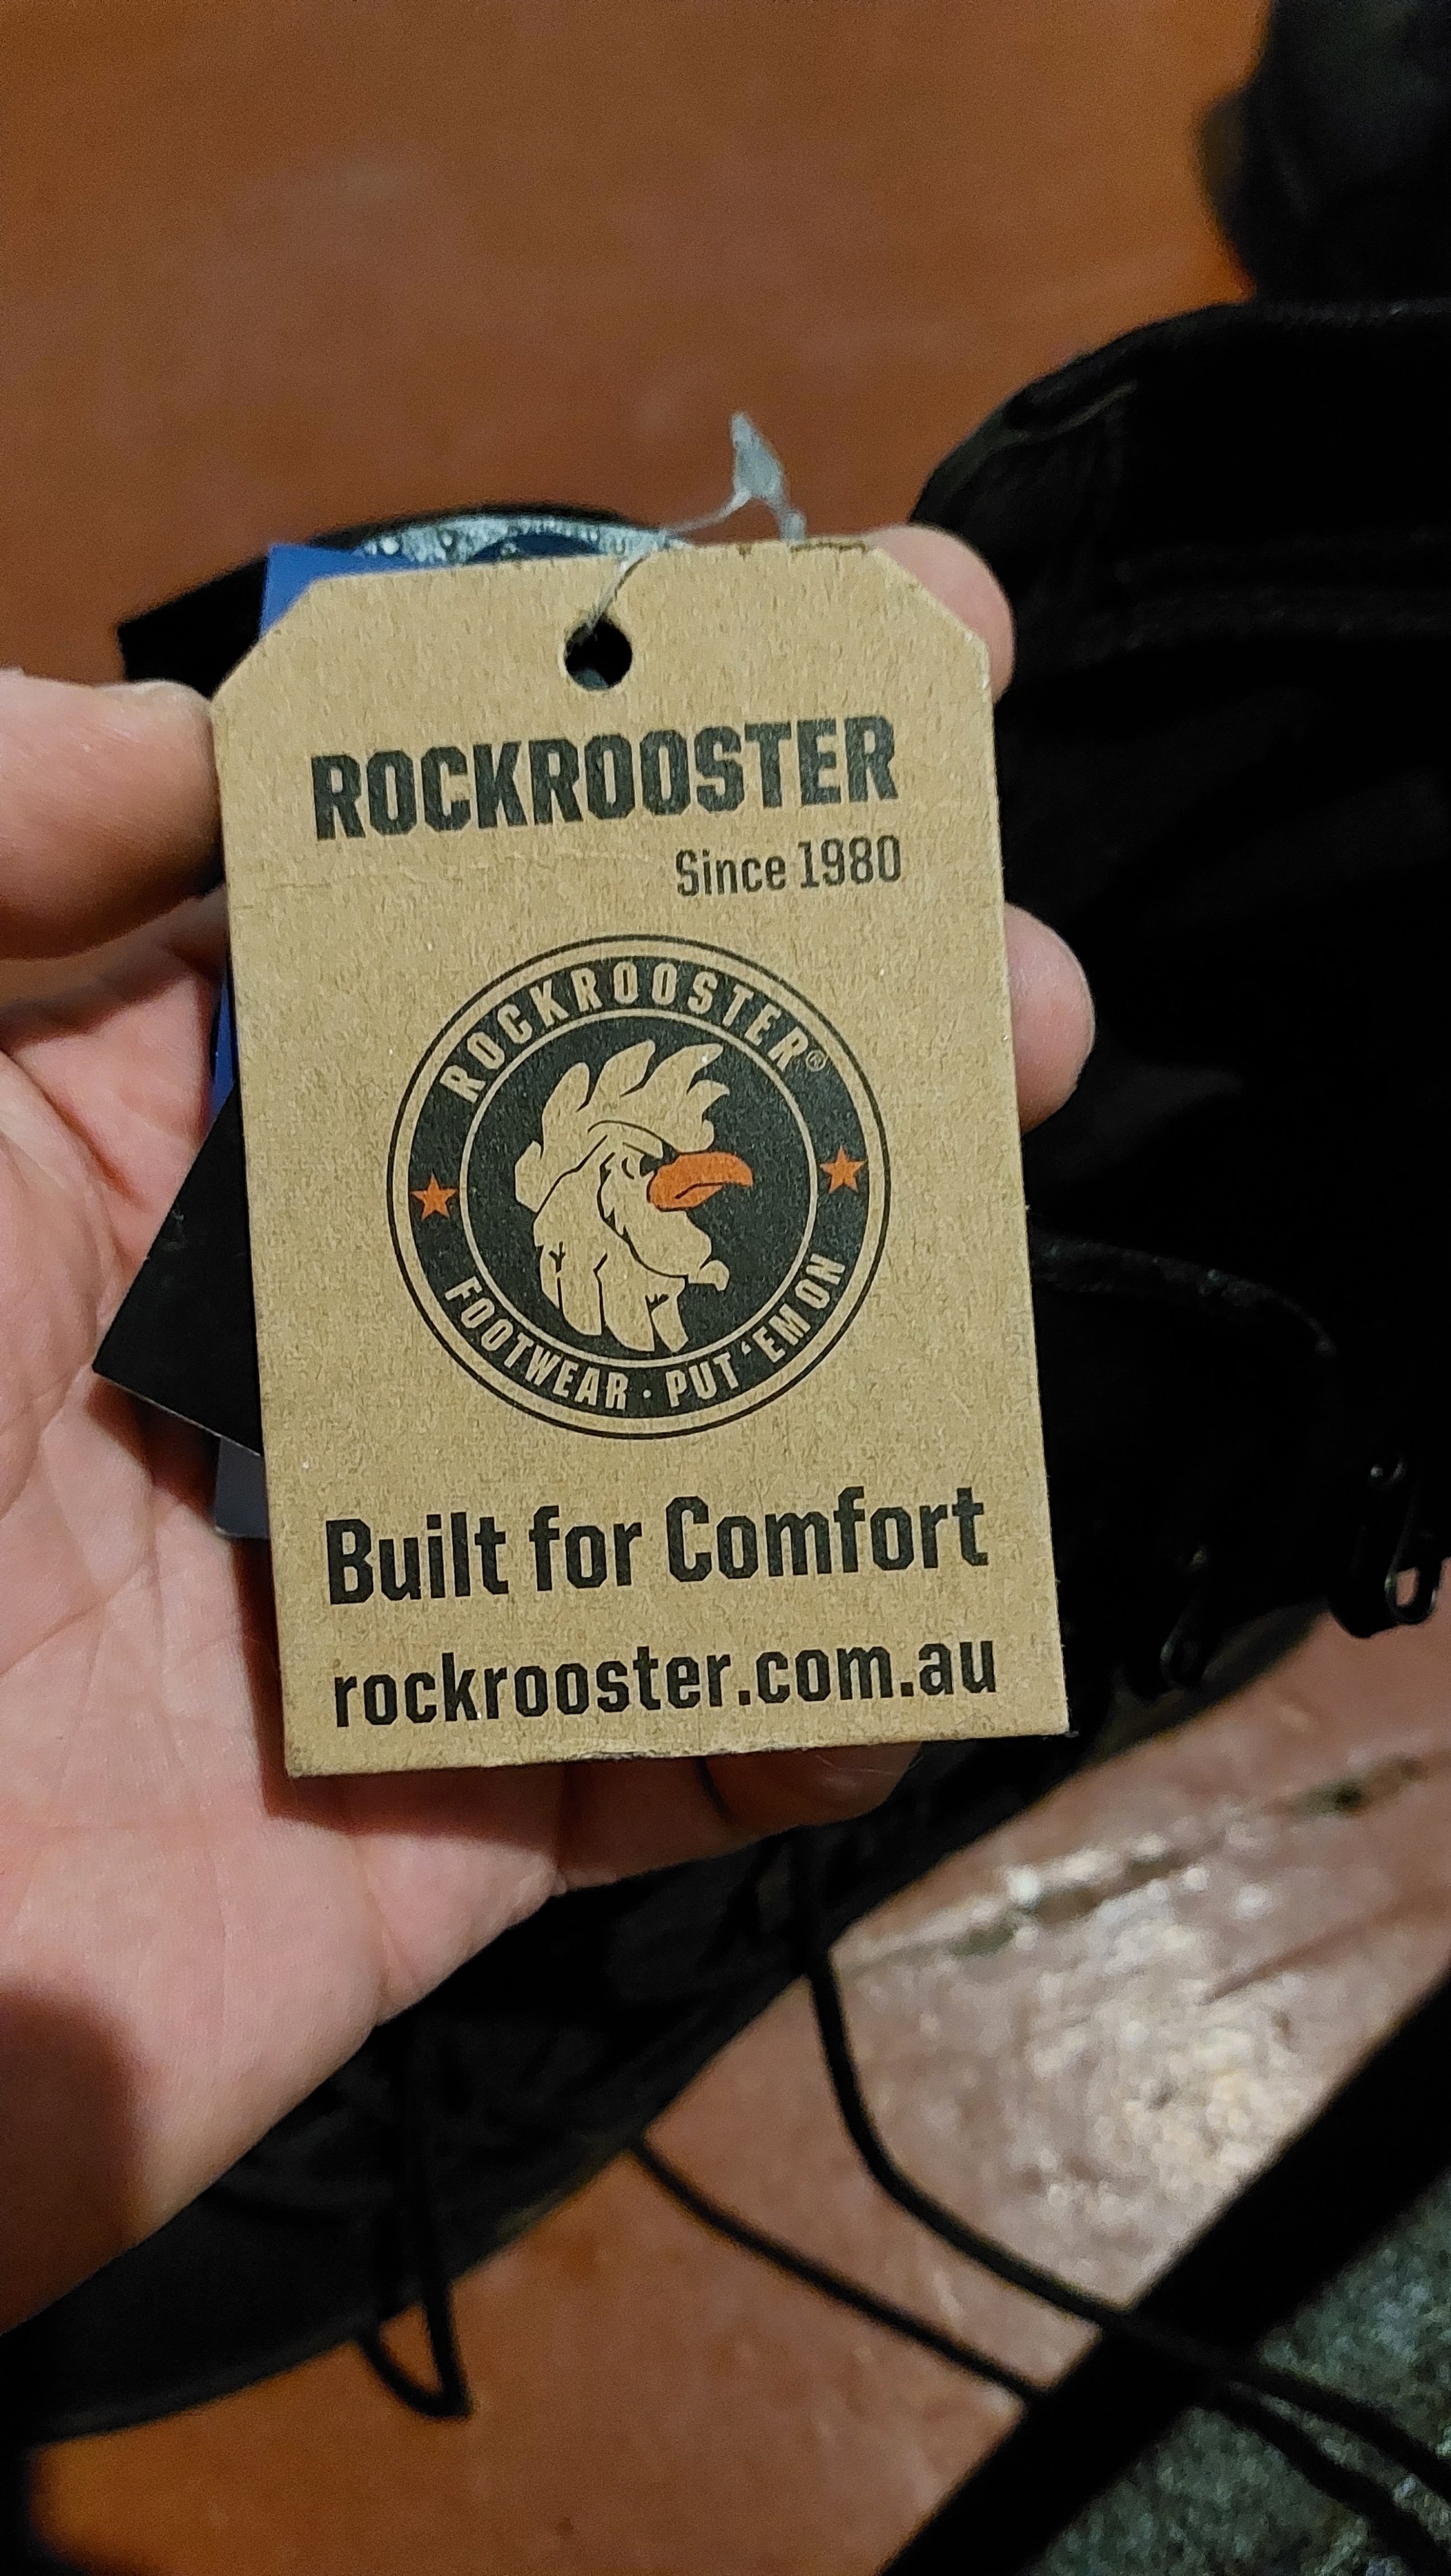 ROCKROOSTER
Since 1980
ROCKROOSTER®
FOOTWEAR · PUT 'EM ON
Built for Comfort
rockrooster.com.au